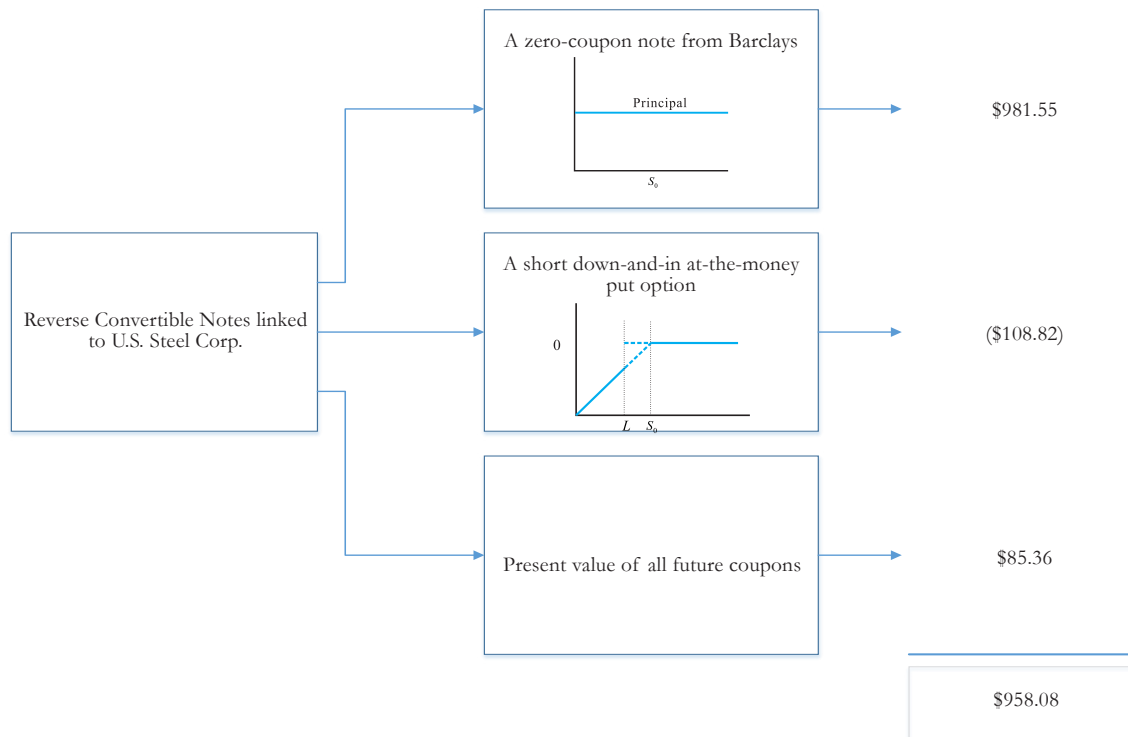 A zero-coupon note from Barclays
Principal
S₀
$981.55
Reverse Convertible Notes linked
to U.S. Steel Corp.
A short down-and-in at-the-money
put option
0
L S₀
($108.82)
Present value of all future coupons
$85.36
$958.08